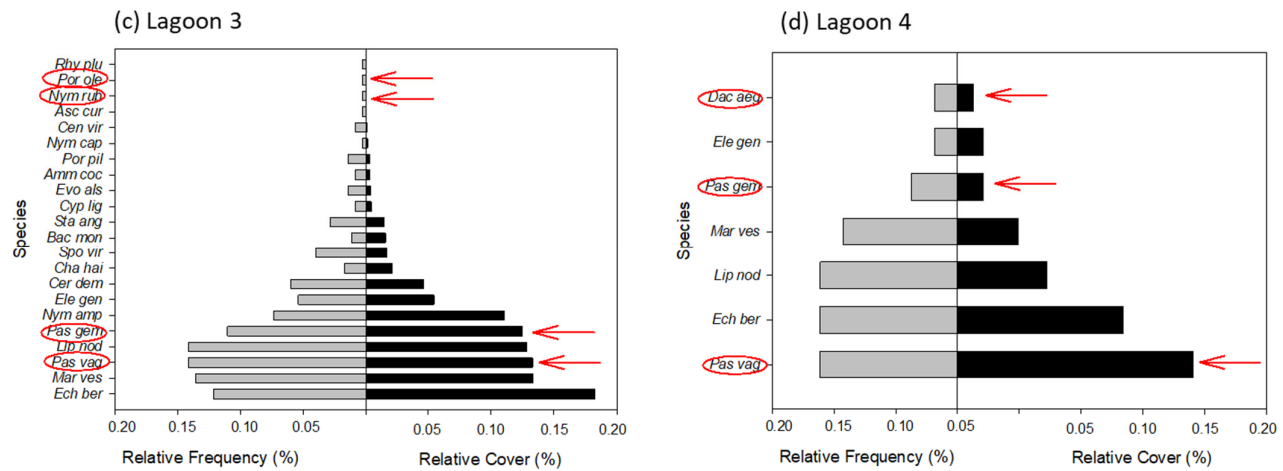 (c) Lagoon 3
Species
Rhy plu
Por ole
Nym rub
Asc cur
Cen vir
Nym cap
Por pil
Amm coc
Evo als
Cyp lig
Sta ang
Bac mon
Spo vir
Cha hai
Cer dem
Ele gen
Nym amp
Pas gem
Lip nod
Pas vag
Mar ves
Ech ber
0.20 0.15 0.10 0.05 0.05 0.10 0.15 0.20
Relative Frequency (%) Relative Cover (%)
(d) Lagoon 4
Species
Dac aeg
Ele gen
Pas gem
Mar ves
Lip nod
Ech ber
Pas vag
0.20 0.15 0.10 0.05 0.05 0.10 0.15 0.20
Relative Frequency (%) Relative Cover (%)